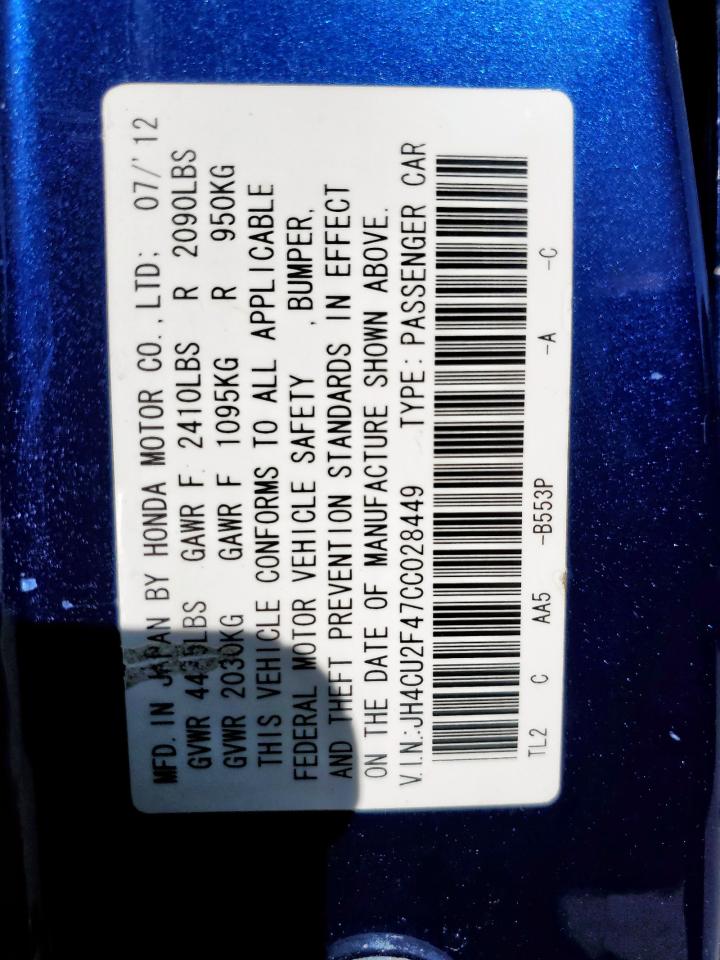 MFD. IN JAPAN BY HONDA MOTOR CO., LTD; 07/'12
GVWR LBS GAWR F 2410LBS R 2090LBS
GVWR 2030KG GAWR F 1095KG R 950KG
THIS VEHICLE CONFORMS TO ALL APPLICABLE
FEDERAL MOTOR VEHICLE SAFETY , BUMPER,
AND THEFT PREVENTION STANDARDS IN EFFECT
ON THE DATE OF MANUFACTURE SHOWN ABOVE.
V.I.N.:JH4CU2F47CC028449 TYPE: PASSENGER CAR
TL2 C AA5 -B553P -A -C